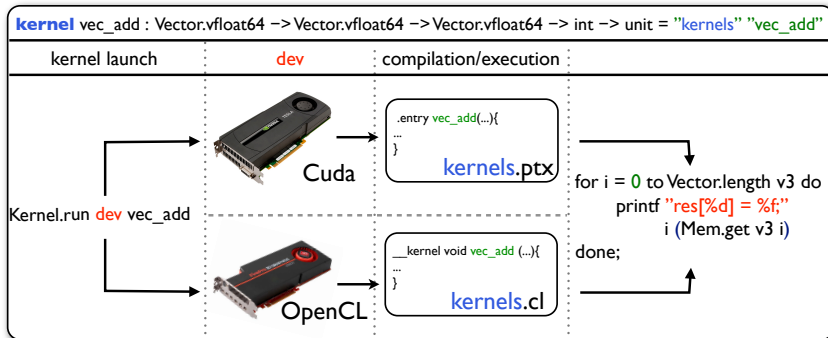 kernel vec_add : Vector.vfloat64 −> Vector.vfloat64 −> Vector.vfloat64 −> int −> unit = "kernels" "vec_add"
kernel launch
dev
compilation/execution
Kernel.run dev vec_add
Cuda
.entry vec_add(...){
...
}
kernels.ptx
OpenCL
__kernel void vec_add (...){
...
}
kernels.cl
for i = 0 to Vector.length v3 do
printf "res[%d] = %f;"
i (Mem.get v3 i)
done;